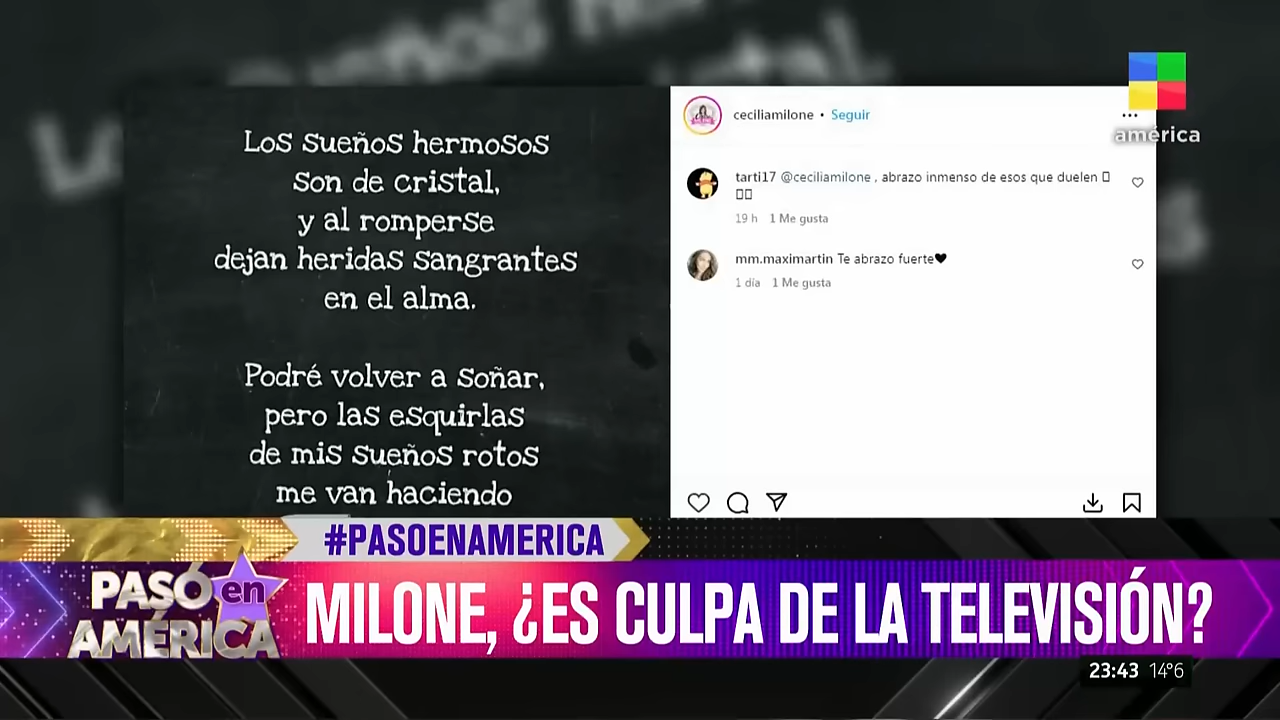 Los sueños hermosos
son de cristal,
y al romperse
dejan heridas sangrantes
en el alma.
Podré volver a soñar,
pero las esquirlas
de mis sueños rotos
me van haciendo
ceciliamilone • Seguir
américa
tarti17 @ceciliamilone , abrazo inmenso de esos que duelen
19 h 1 Me gusta
mm.maximartin Te abrazo fuerte🖤
1 día 1 Me gusta
#PASOENAMERICA
PASÓ en
AMÉRICA
MILONE, ¿ES CULPA DE LA TELEVISIÓN?
23:43 14°6